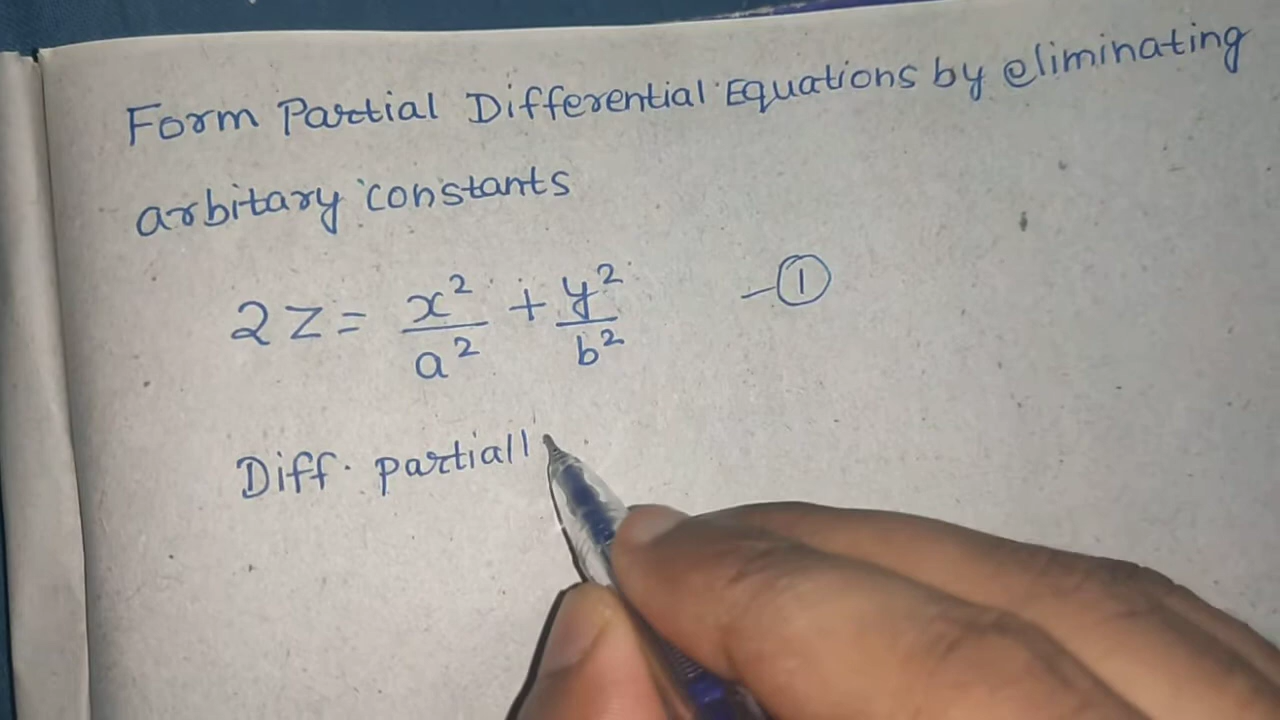 Form Partial Differential Equations by eliminating
arbitary constants
2z = x²/a² + y²/b² - ①
Diff. partiall